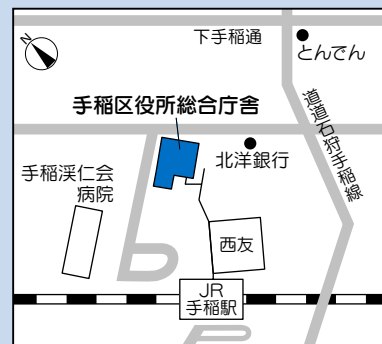 N
下手稲通
とんでん
手稲区役所総合庁舎
道道石狩手稲線
北洋銀行
手稲渓仁会
病院
西友
JR
手稲駅